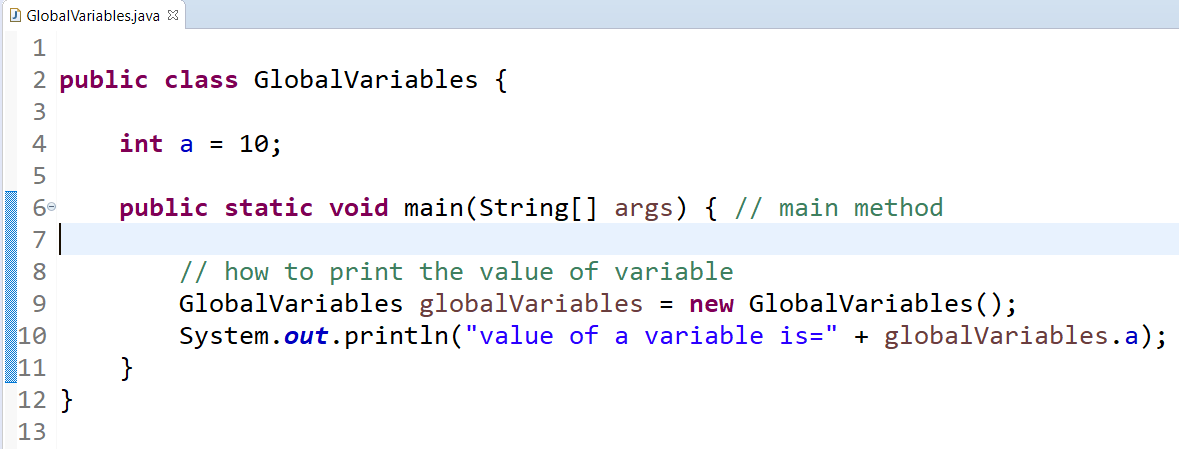 GlobalVariables.java
1
2 public class GlobalVariables {
3
4     int a = 10;
5
6     public static void main(String[] args) { // main method
7
8         // how to print the value of variable
9         GlobalVariables globalVariables = new GlobalVariables();
10         System.out.println("value of a variable is=" + globalVariables.a);
11     }
12 }
13